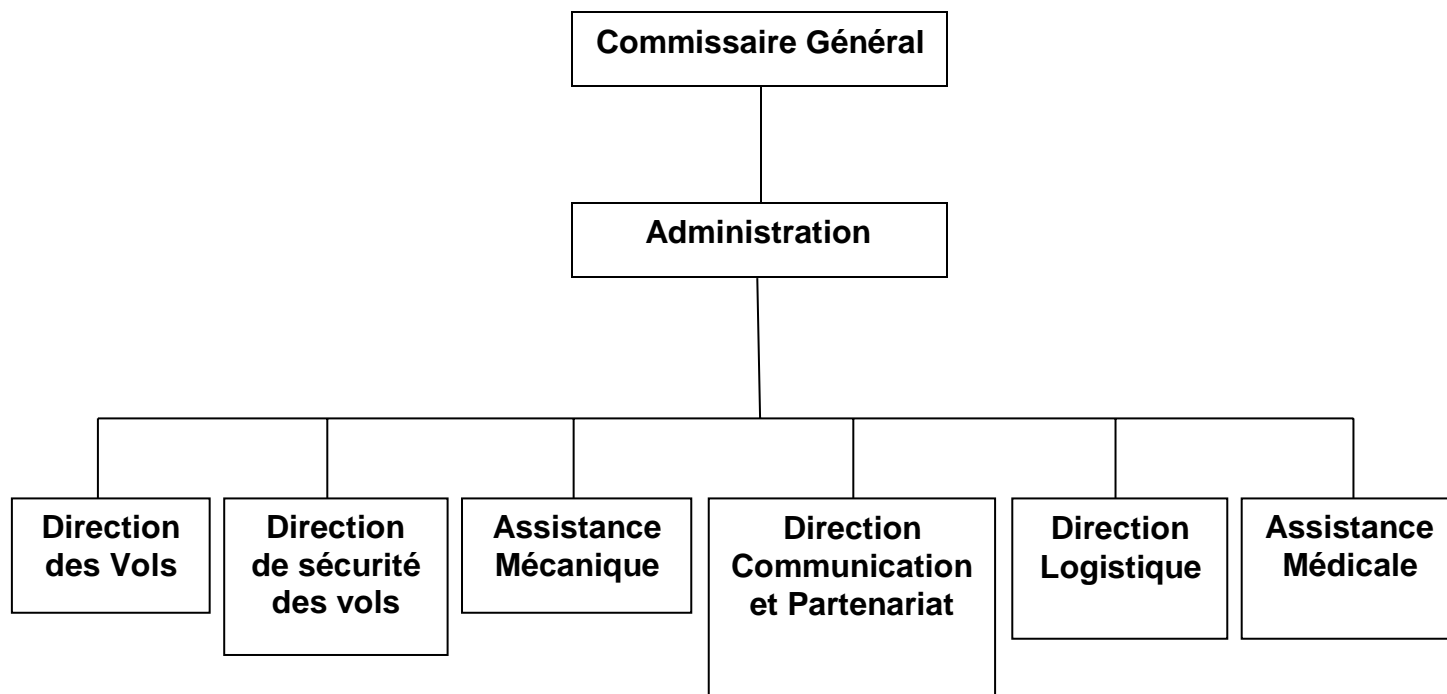 Commissaire Général
Administration
Direction
des Vols
Direction
de sécurité
des vols
Assistance
Mécanique
Direction
Communication
et Partenariat
Direction
Logistique
Assistance
Médicale